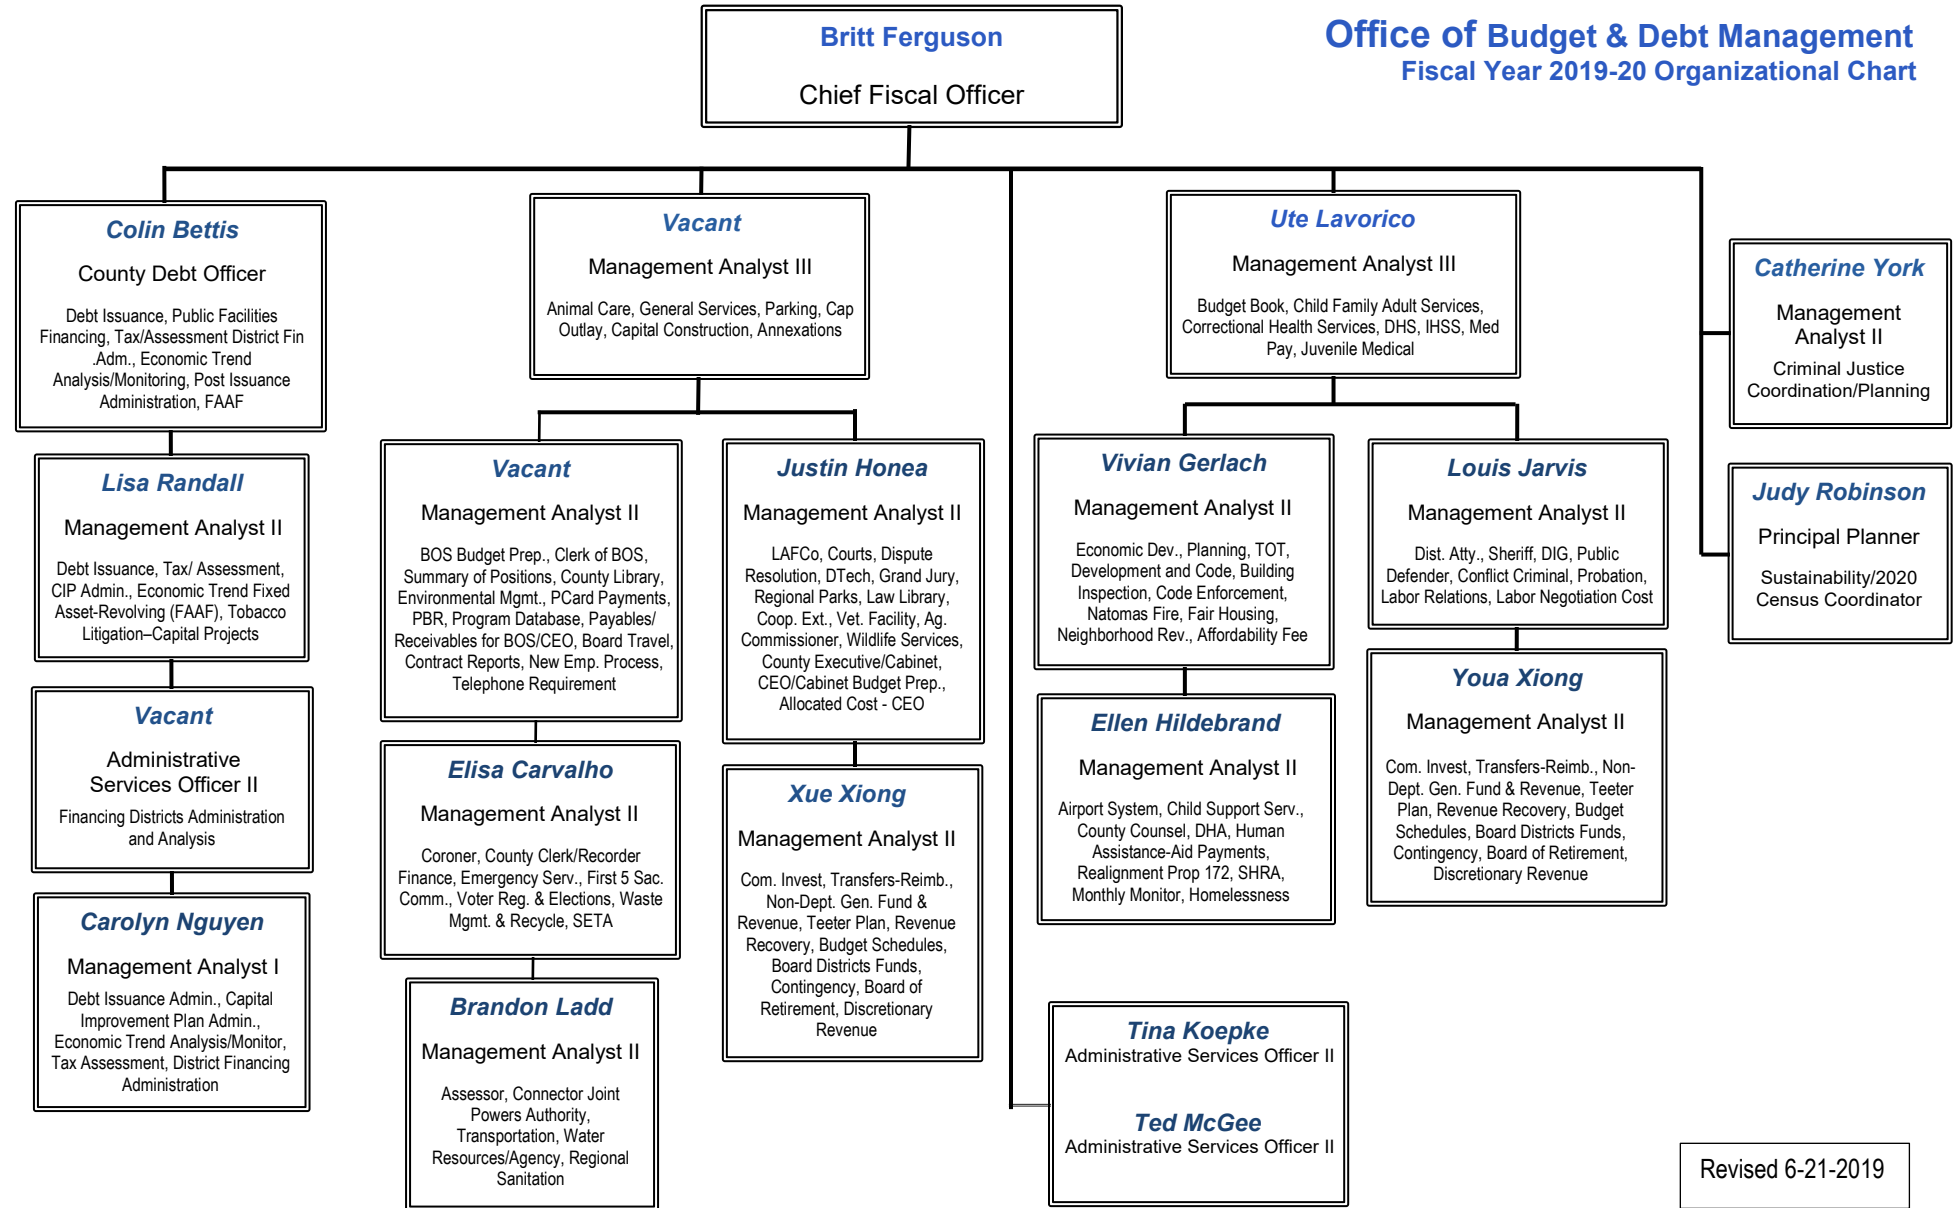 Britt Ferguson
Chief Fiscal Officer
Office of Budget & Debt Management
Fiscal Year 2019-20 Organizational Chart
Colin Bettis
County Debt Officer
Debt Issuance, Public Facilities
Financing, Tax/Assessment District Fin
.Adm., Economic Trend
Analysis/Monitoring, Post Issuance
Administration, FAAF
Lisa Randall
Management Analyst II
Debt Issuance, Tax/ Assessment,
CIP Admin., Economic Trend Fixed
Asset-Revolving (FAAF), Tobacco
Litigation–Capital Projects
Vacant
Administrative
Services Officer II
Financing Districts Administration
and Analysis
Carolyn Nguyen
Management Analyst I
Debt Issuance Admin., Capital
Improvement Plan Admin.,
Economic Trend Analysis/Monitor,
Tax Assessment, District Financing
Administration
Vacant
Management Analyst III
Animal Care, General Services, Parking, Cap
Outlay, Capital Construction, Annexations
Vacant
Management Analyst II
BOS Budget Prep., Clerk of BOS,
Summary of Positions, County Library,
Environmental Mgmt., PCard Payments,
PBR, Program Database, Payables/
Receivables for BOS/CEO, Board Travel,
Contract Reports, New Emp. Process,
Telephone Requirement
Elisa Carvalho
Management Analyst II
Coroner, County Clerk/Recorder
Finance, Emergency Serv., First 5 Sac.
Comm., Voter Reg. & Elections, Waste
Mgmt. & Recycle, SETA
Brandon Ladd
Management Analyst II
Assessor, Connector Joint
Powers Authority,
Transportation, Water
Resources/Agency, Regional
Sanitation
Justin Honea
Management Analyst II
LAFCo, Courts, Dispute
Resolution, DTech, Grand Jury,
Regional Parks, Law Library,
Coop. Ext., Vet. Facility, Ag.
Commissioner, Wildlife Services,
County Executive/Cabinet,
CEO/Cabinet Budget Prep.,
Allocated Cost - CEO
Xue Xiong
Management Analyst II
Com. Invest, Transfers-Reimb.,
Non-Dept. Gen. Fund &
Revenue, Teeter Plan, Revenue
Recovery, Budget Schedules,
Board Districts Funds,
Contingency, Board of
Retirement, Discretionary
Revenue
Ute Lavorico
Management Analyst III
Budget Book, Child Family Adult Services,
Correctional Health Services, DHS, IHSS, Med
Pay, Juvenile Medical
Vivian Gerlach
Management Analyst II
Economic Dev., Planning, TOT,
Development and Code, Building
Inspection, Code Enforcement,
Natomas Fire, Fair Housing,
Neighborhood Rev., Affordability Fee
Ellen Hildebrand
Management Analyst II
Airport System, Child Support Serv.,
County Counsel, DHA, Human
Assistance-Aid Payments,
Realignment Prop 172, SHRA,
Monthly Monitor, Homelessness
Louis Jarvis
Management Analyst II
Dist. Atty., Sheriff, DIG, Public
Defender, Conflict Criminal, Probation,
Labor Relations, Labor Negotiation Cost
Youa Xiong
Management Analyst II
Com. Invest, Transfers-Reimb., Non-
Dept. Gen. Fund & Revenue, Teeter
Plan, Revenue Recovery, Budget
Schedules, Board Districts Funds,
Contingency, Board of Retirement,
Discretionary Revenue
Tina Koepke
Administrative Services Officer II
Ted McGee
Administrative Services Officer II
Catherine York
Management
Analyst II
Criminal Justice
Coordination/Planning
Judy Robinson
Principal Planner
Sustainability/2020
Census Coordinator
Revised 6-21-2019